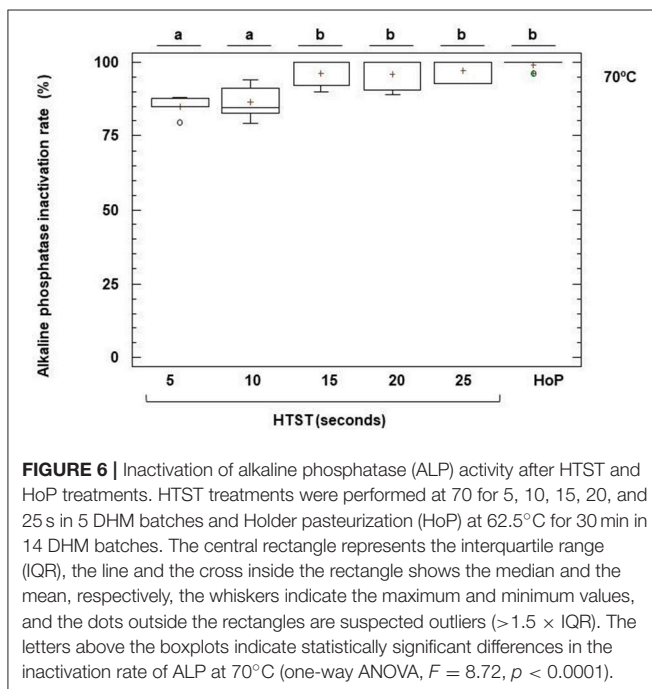 a a b b b b
100
75
50
25
0
Alkaline phosphatase inactivation rate (%)
70ºC
5 10 15 20 25 HoP
HTST(seconds)
FIGURE 6 | Inactivation of alkaline phosphatase (ALP) activity after HTST and
HoP treatments. HTST treatments were performed at 70 for 5, 10, 15, 20, and
25 s in 5 DHM batches and Holder pasteurization (HoP) at 62.5°C for 30 min in
14 DHM batches. The central rectangle represents the interquartile range
(IQR), the line and the cross inside the rectangle shows the median and the
mean, respectively, the whiskers indicate the maximum and minimum values,
and the dots outside the rectangles are suspected outliers (>1.5 × IQR). The
letters above the boxplots indicate statistically significant differences in the
inactivation rate of ALP at 70°C (one-way ANOVA, F = 8.72, p < 0.0001).